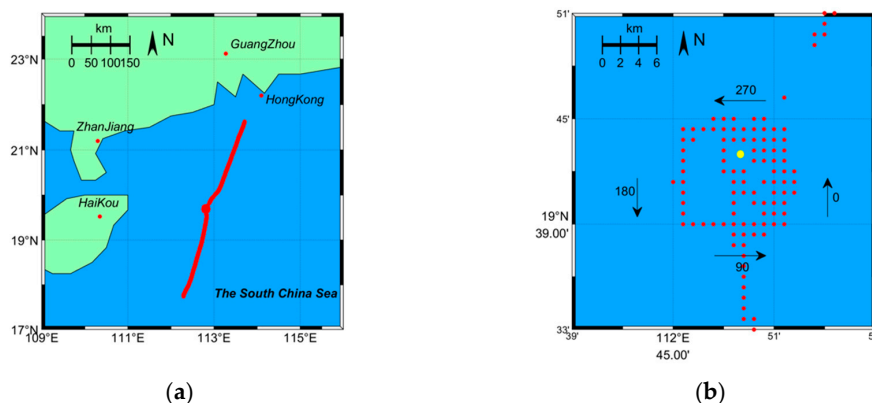 km
N
0 50 100150
GuangZhou
23°N
HongKong
ZhanJiang
21°N
HaiKou
19°N
The South China Sea
17°N
109°E
111°E
113°E
115°E
(a)
51'
km
N
0 2 4 6
270
45'
180
0
19°N
39.00'
90
33'
39'
112°E
45.00'
51'
(b)